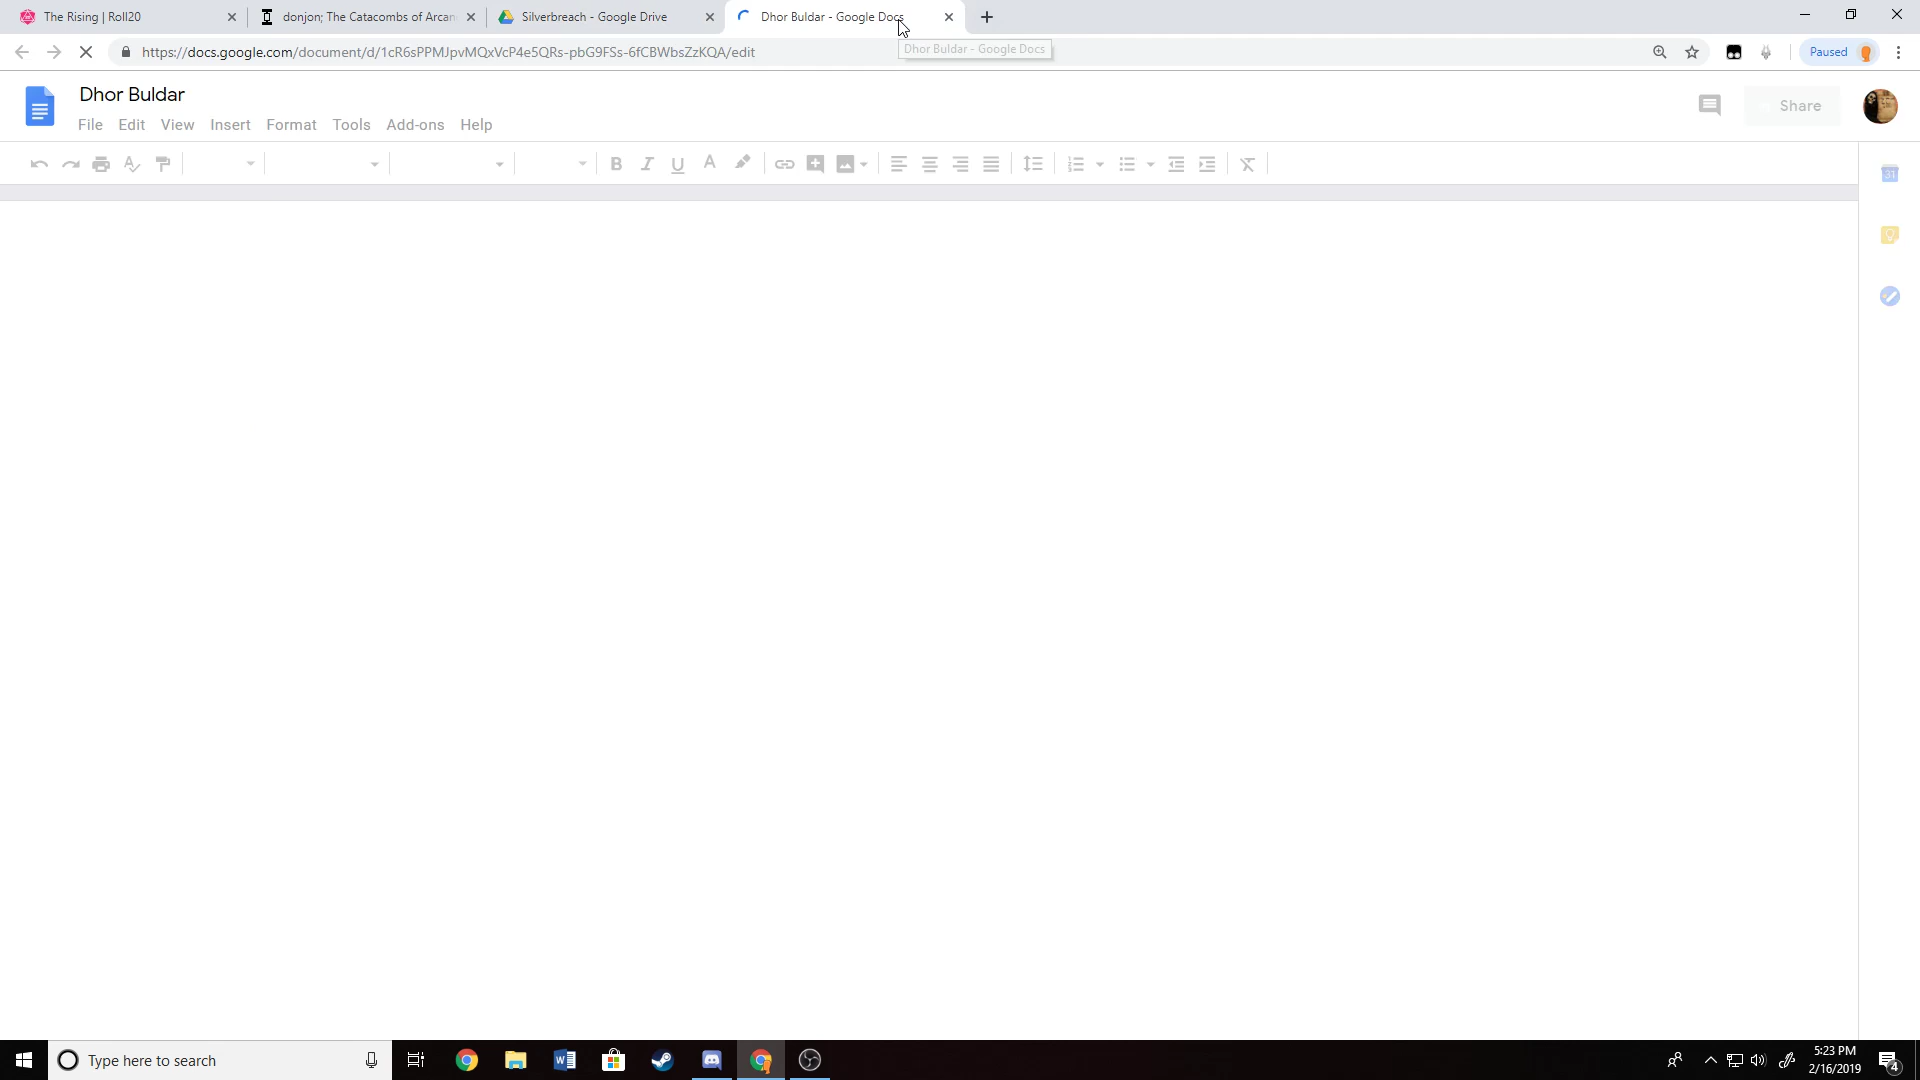 The Rising | Roll20
donjon; The Catacombs of Arcan
Silverbreach - Google Drive
Dhor Buldar - Google Docs
https://docs.google.com/document/d/1cR6sPPMJpvMQxVcP4e5QRs-pbG9FSs-6fCBWbsZzKQA/edit
Dhor Buldar - Google Docs
Paused
Dhor Buldar
Share
File Edit View Insert Format Tools Add-ons Help
B I U A
31
Type here to search
5:23 PM
2/16/2019
4